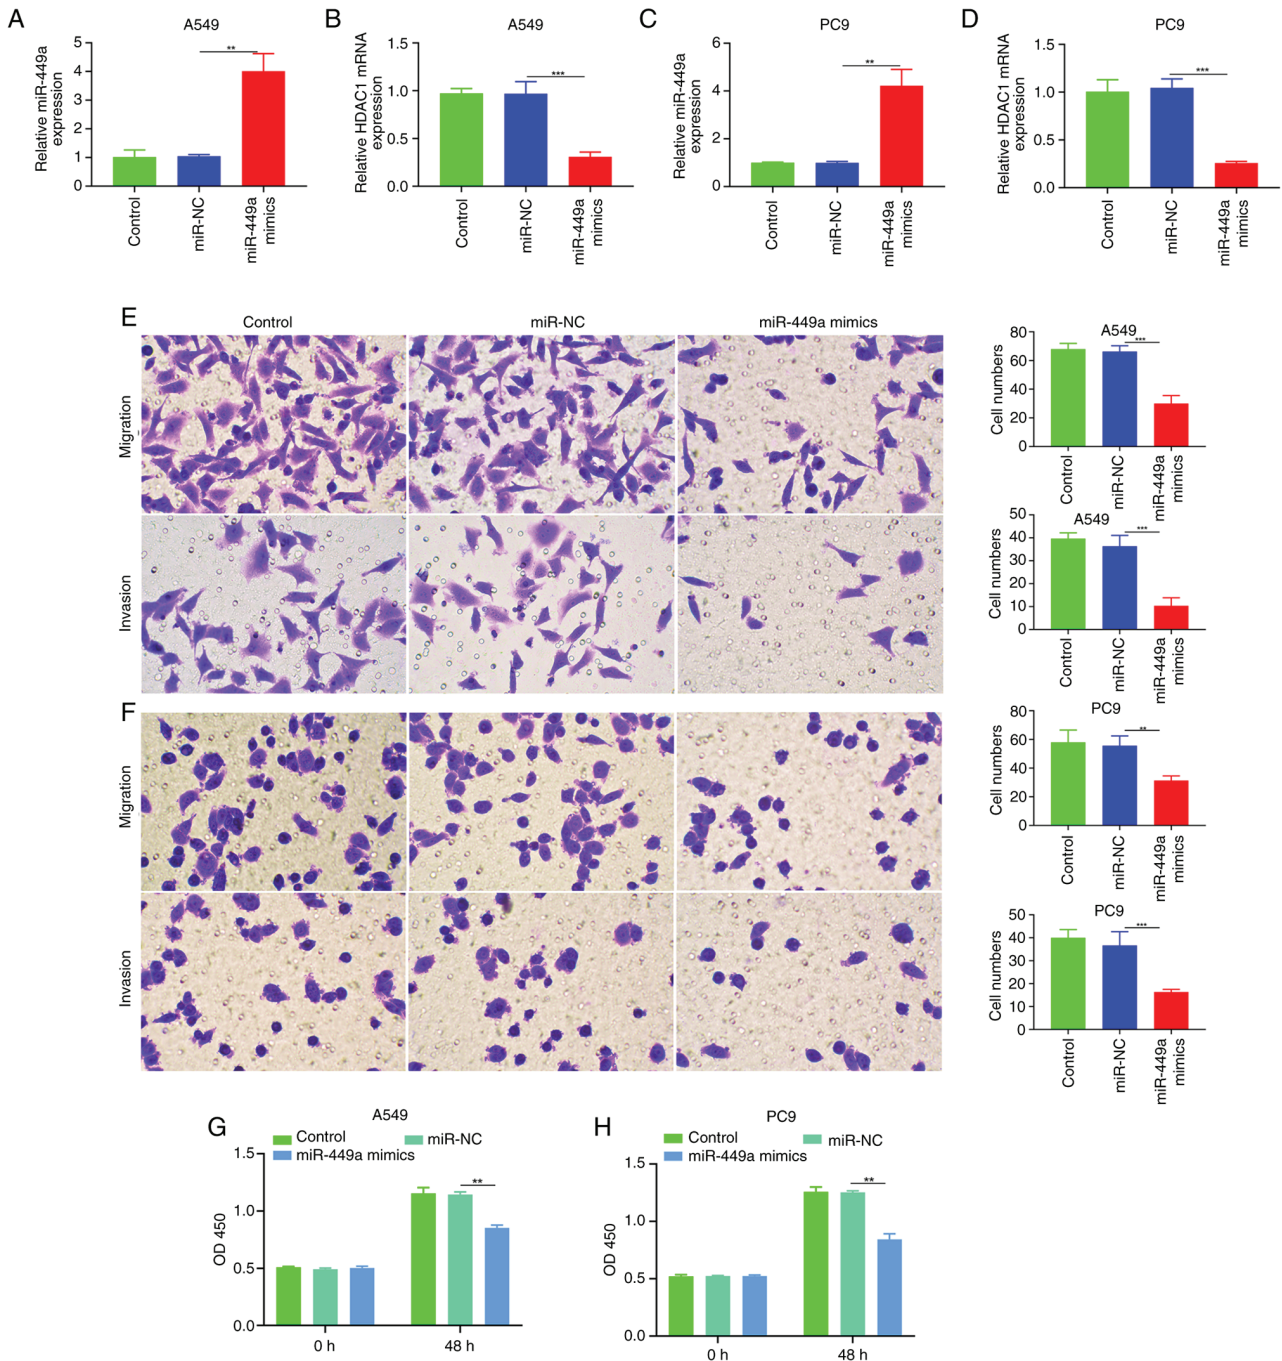 A
A549
Relative miR-449a
expression
5
4
3
2
1
0
**
Control
miR-NC
miR-449a
mimics
B
A549
Relative HDAC1 mRNA
expression
1.5
1.0
0.5
0.0
***
Control
miR-NC
miR-449a
mimics
C
PC9
Relative miR-449a
expression
6
4
2
0
**
Control
miR-NC
miR-449a
mimics
D
PC9
Relative HDAC1 mRNA
expression
1.5
1.0
0.5
0.0
***
Control
miR-NC
miR-449a
mimics
E
Control
miR-NC
miR-449a mimics
Migration
Invasion
A549
Cell numbers
80
60
40
20
0
***
Control
miR-NC
miR-449a
mimics
A549
Cell numbers
50
40
30
20
10
0
***
Control
miR-NC
miR-449a
mimics
F
Migration
Invasion
PC9
Cell numbers
80
60
40
20
0
**
Control
miR-NC
miR-449a
mimics
PC9
Cell numbers
50
40
30
20
10
0
***
Control
miR-NC
miR-449a
mimics
G
A549
Control
miR-NC
miR-449a mimics
OD 450
1.5
1.0
0.5
0.0
**
0 h
48 h
H
PC9
Control
miR-NC
miR-449a mimics
OD 450
1.5
1.0
0.5
0.0
**
0 h
48 h